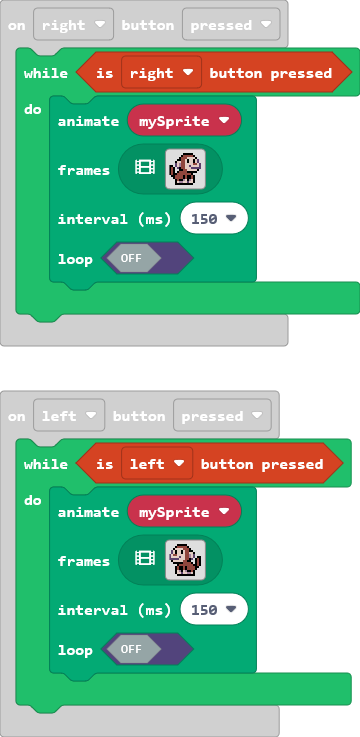 on right button pressed
while is right button pressed
do
animate mySprite
frames
interval (ms) 150
loop OFF
on left button pressed
while is left button pressed
do
animate mySprite
frames
interval (ms) 150
loop OFF